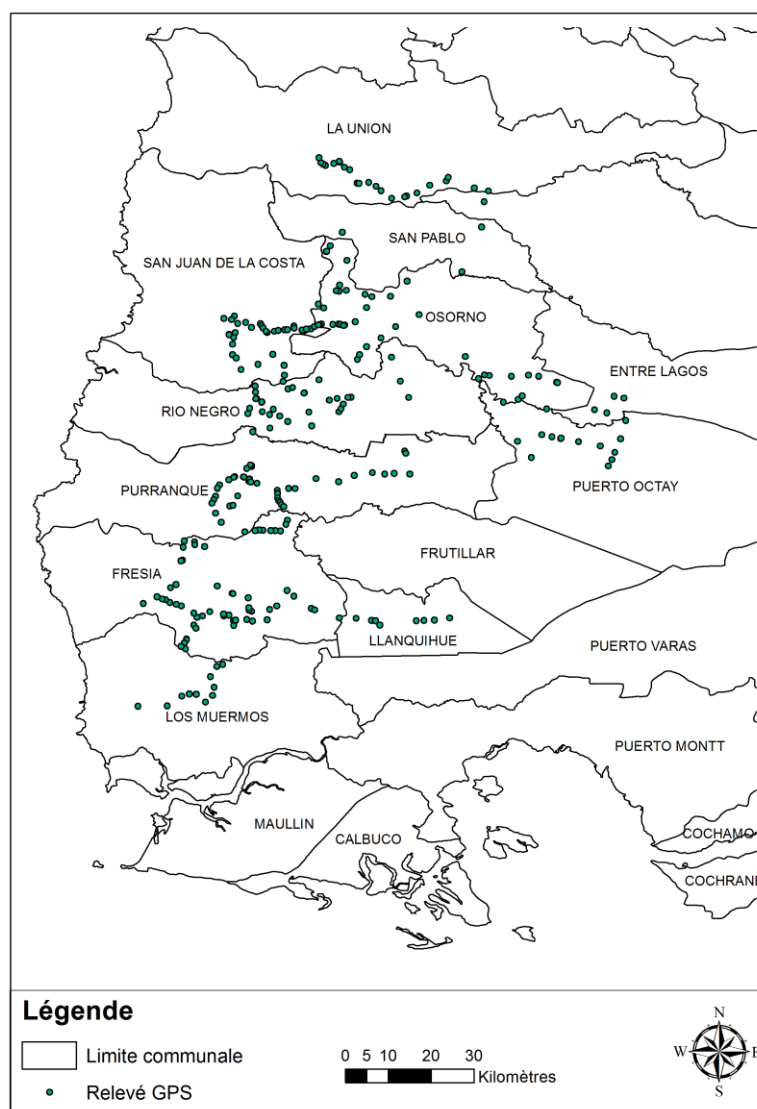 LA UNION
SAN PABLO
SAN JUAN DE LA COSTA
OSORNO
ENTRE LAGOS
RIO NEGRO
PURRANQUE
PUERTO OCTAY
FRUTILLAR
FRESIA
LLANQUIHUE
PUERTO VARAS
LOS MUERMOS
PUERTO MONTT
MAULLIN
CALBUCO
COCHAMO
COCHRANE
Légende
Limite communale
Relevé GPS
0 5 10 20 30
Kilomètres
N
W E
S